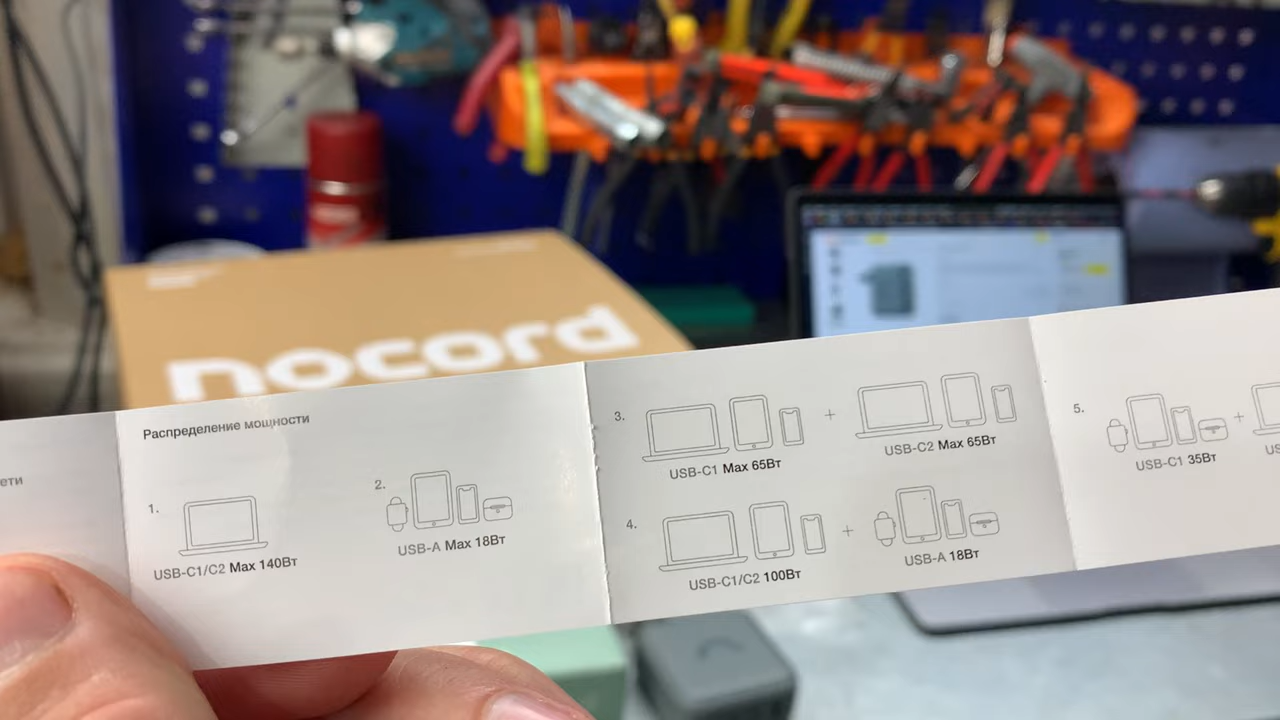 nocord
ети
Распределение мощности
1.
USB-C1/C2 Max 140Вт
2.
USB-A Max 18Вт
3.
+
USB-C1 Max 65Вт
USB-C2 Max 65Вт
4.
+
USB-C1/C2 100Вт
USB-A 18Вт
5.
+
USB-C1 35Вт